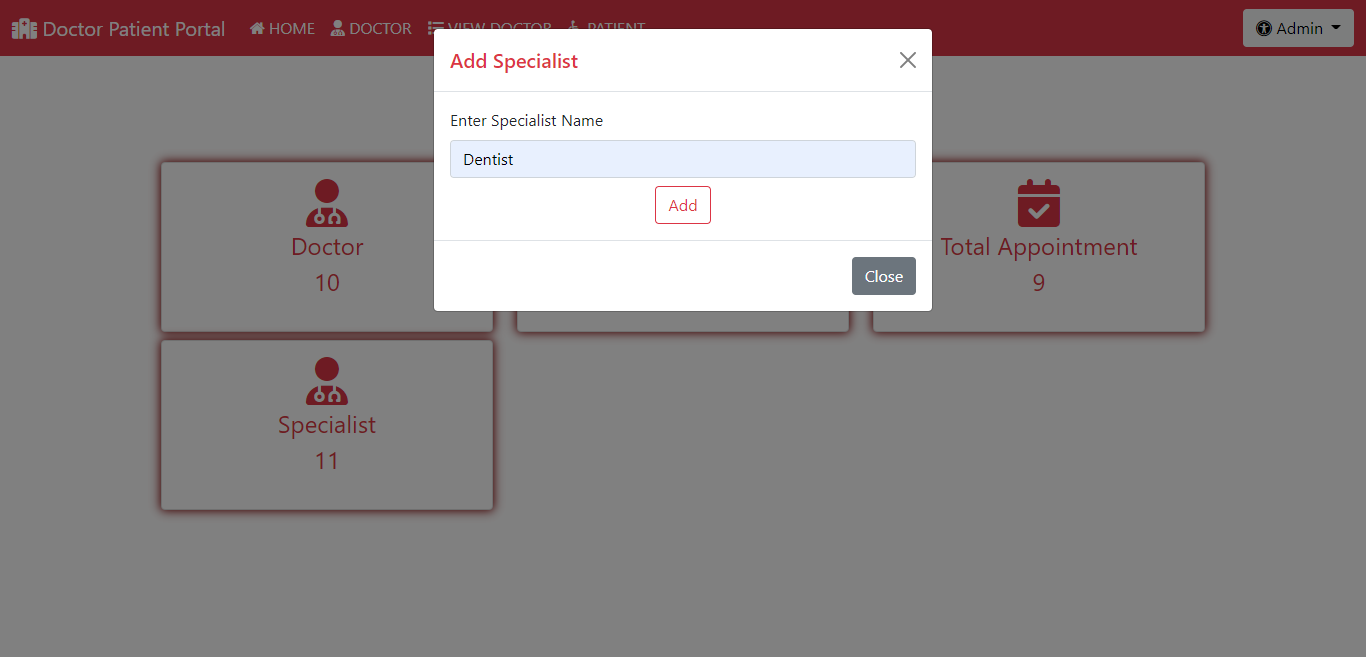 Doctor Patient Portal HOME DOCTOR VIEW DOCTOR PATIENT Admin
Add Specialist
Enter Specialist Name
Dentist
Add
Close
Doctor
10
Total Appointment
9
Specialist
11